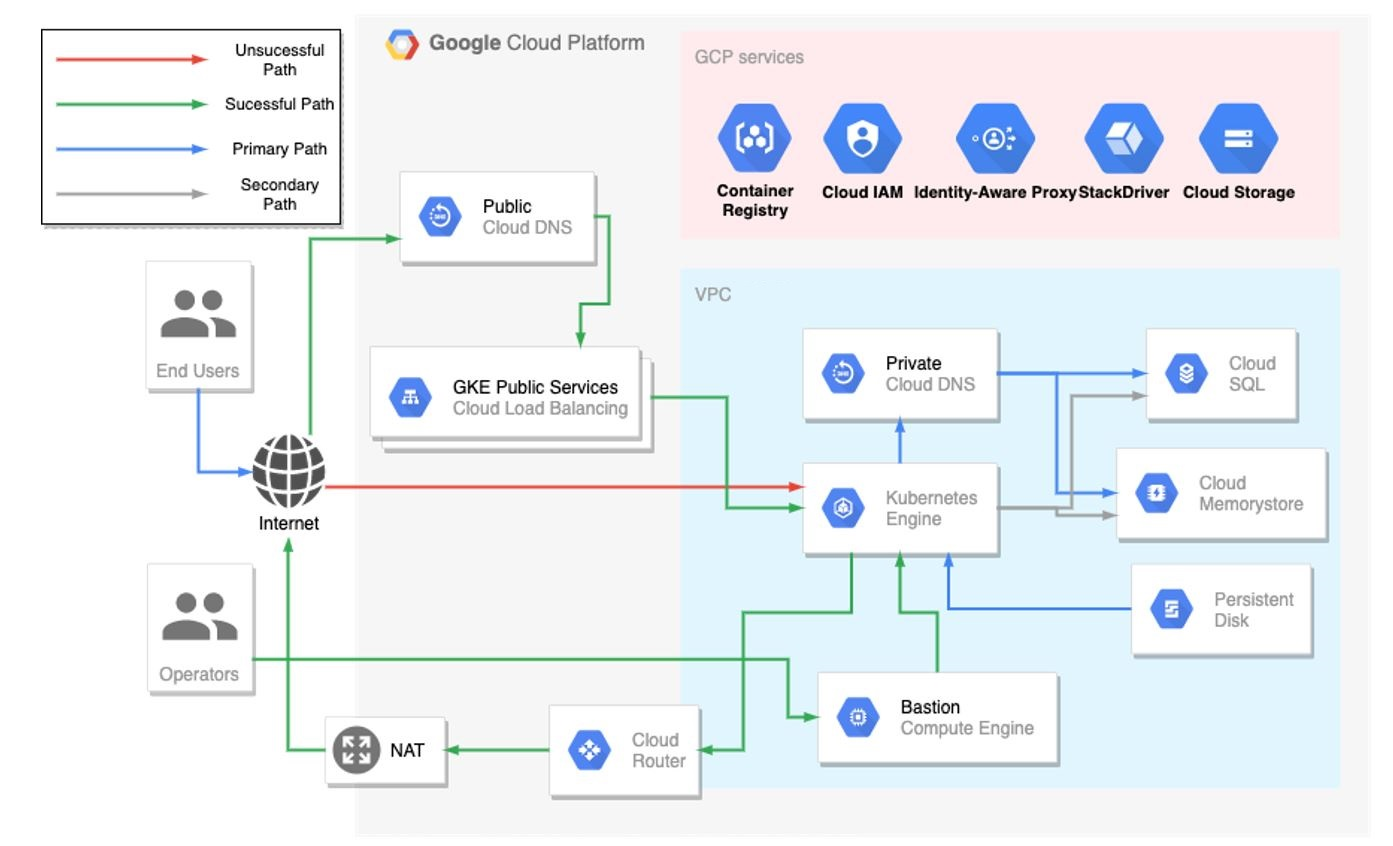 Unsucessful
Path
Sucessful Path
Primary Path
Secondary
Path
Google Cloud Platform
GCP services
Container
Registry
Cloud IAM
Identity-Aware Proxy
StackDriver
Cloud Storage
Public
Cloud DNS
End Users
GKE Public Services
Cloud Load Balancing
Internet
VPC
Private
Cloud DNS
Cloud
SQL
Kubernetes
Engine
Cloud
Memorystore
Persistent
Disk
Operators
Bastion
Compute Engine
NAT
Cloud
Router